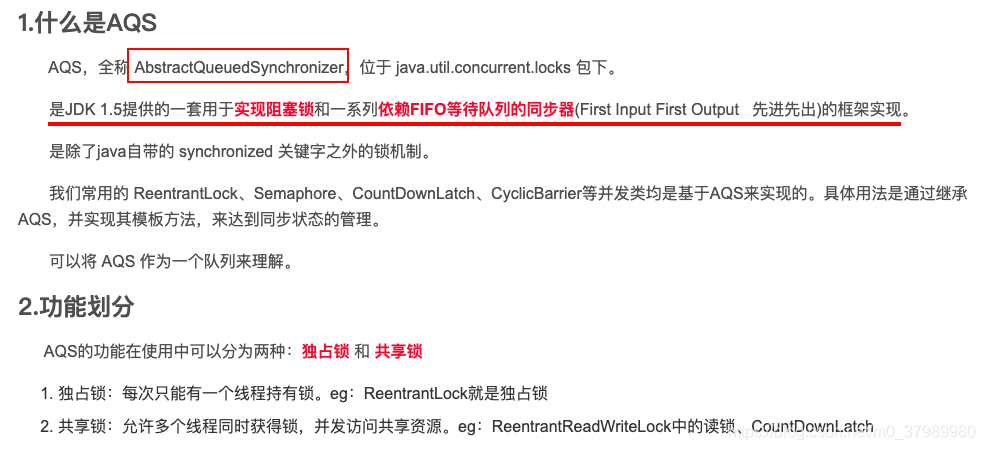 1.什么是AQS
AQS，全称 AbstractQueuedSynchronizer，位于 java.util.concurrent.locks 包下。
是JDK 1.5提供的一套用于实现阻塞锁和一系列依赖FIFO等待队列的同步器(First Input First Output 先进先出)的框架实现。
是除了java自带的 synchronized 关键字之外的锁机制。
我们常用的 ReentrantLock、Semaphore、CountDownLatch、CyclicBarrier等并发类均是基于AQS来实现的。具体用法是通过继承
AQS，并实现其模板方法，来达到同步状态的管理。
可以将 AQS 作为一个队列来理解。
2.功能划分
AQS的功能在使用中可以分为两种：独占锁 和 共享锁
1. 独占锁：每次只能有一个线程持有锁。eg：ReentrantLock就是独占锁
2. 共享锁：允许多个线程同时获得锁，并发访问共享资源。eg：ReentrantReadWriteLock中的读锁、CountDownLatch
https://blog.csdn.net/m0_37989980